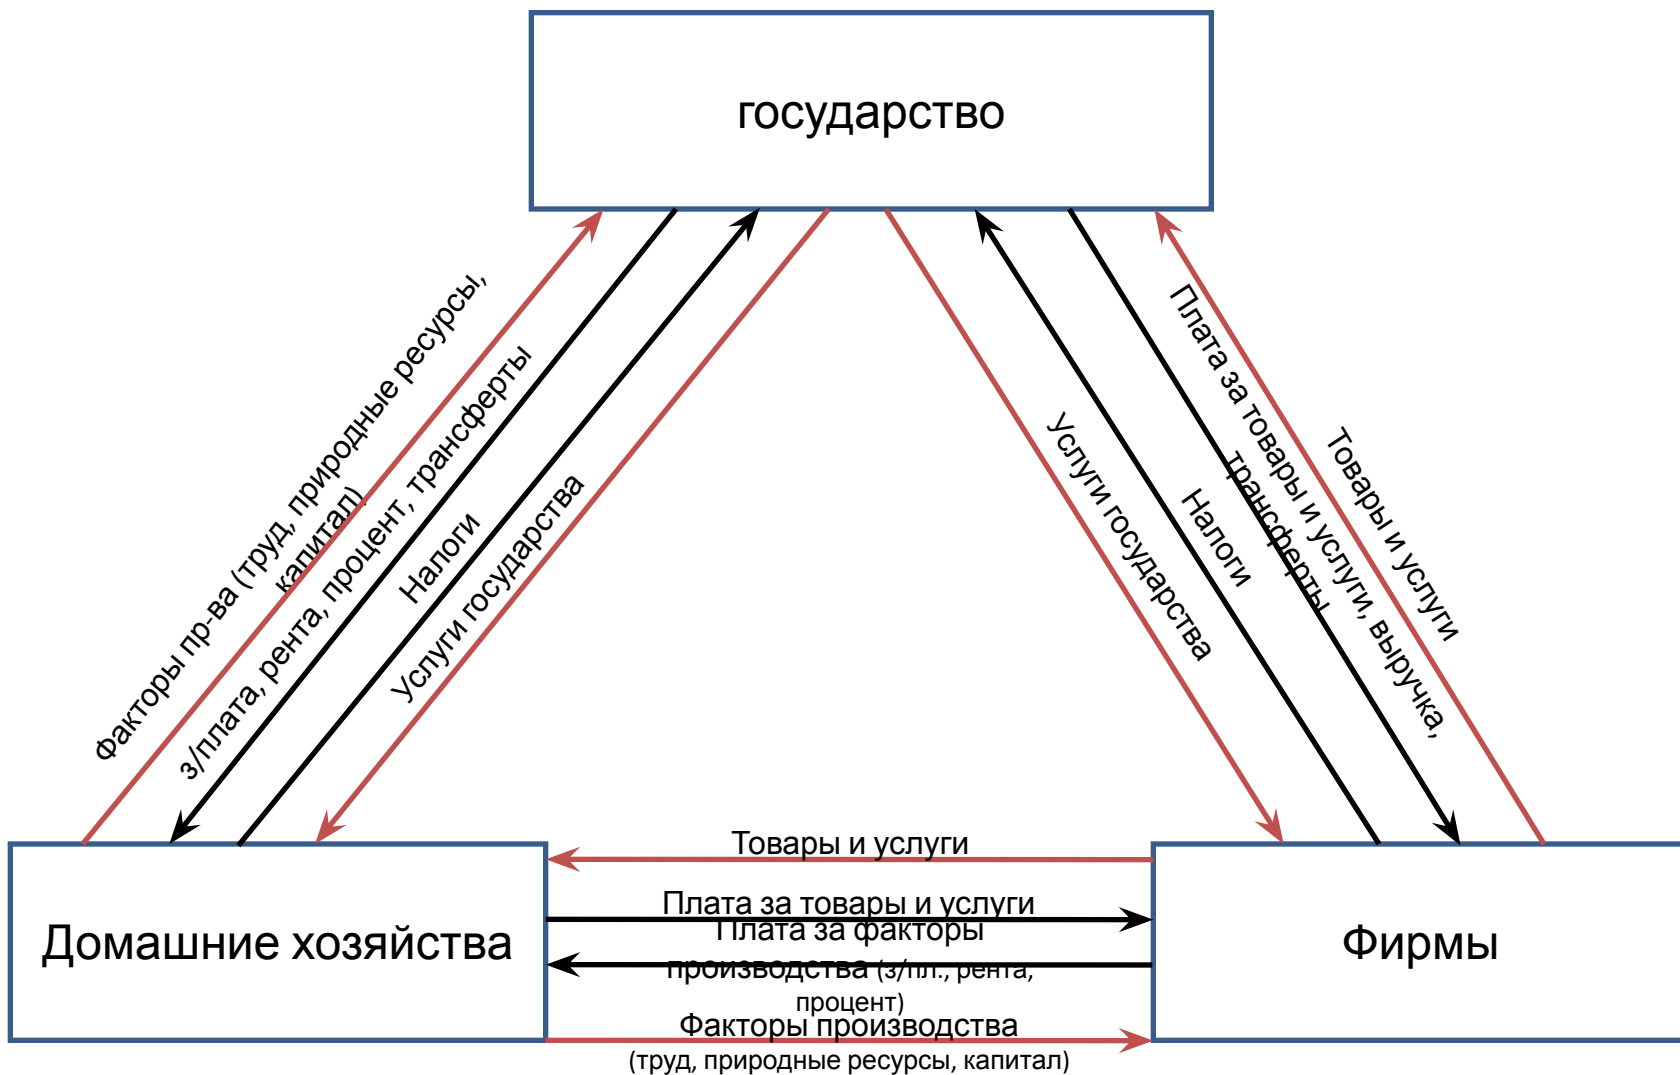 государство
Факторы пр-ва (труд, природные ресурсы,
капитал)
з/плата, рента, процент, трансферты
Налоги
Услуги государства
Услуги государства
Налоги
Плата за товары и услуги, выручка,
трансферты
Товары и услуги
Товары и услуги
Плата за товары и услуги
Плата за факторы
производства (з/пл., рента,
процент)
Факторы производства
(труд, природные ресурсы, капитал)
Домашние хозяйства
Фирмы